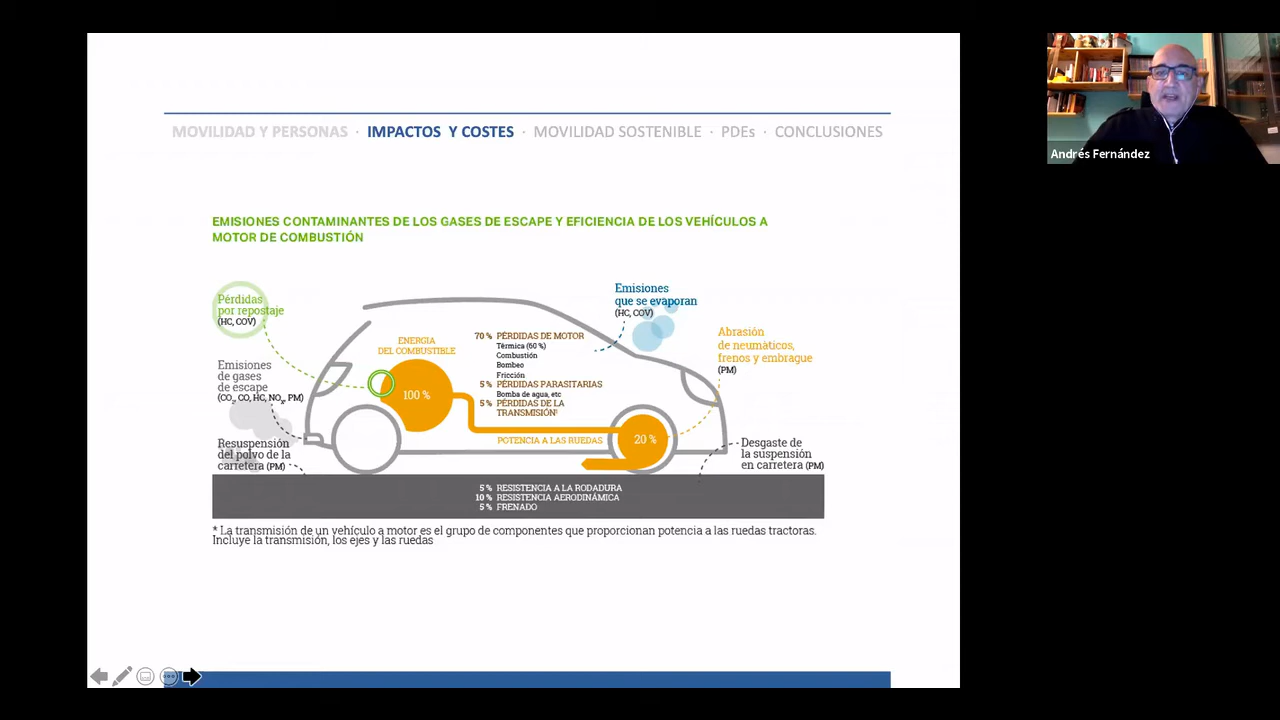 MOVILIDAD Y PERSONAS · IMPACTOS Y COSTES · MOVILIDAD SOSTENIBLE · PDEs · CONCLUSIONES
Andrés Fernández
EMISIONES CONTAMINANTES DE LOS GASES DE ESCAPE Y EFICIENCIA DE LOS VEHÍCULOS A
MOTOR DE COMBUSTIÓN
Pérdidas
por repostaje
(HC, COV)
Emisiones
que se evaporan
(HC, COV)
ENERGIA
DEL COMBUSTIBLE
100 %
70 % PÉRDIDAS DE MOTOR
Térmica (60 %)
Combustión
Bombeo
Fricción
5 % PÉRDIDAS PARASITARIAS
Bomba de agua, etc
5 % PÉRDIDAS DE LA
TRANSMISIÓN¹
Abrasión
de neumáticos,
frenos y embrague
(PM)
Emisiones
de gases
de escape
(CO₂, CO, HC, NOₓ, PM)
POTENCIA A LAS RUEDAS
20 %
Resuspensión
del polvo de la
carretera (PM)
Desgaste de
la suspensión
en carretera (PM)
5 % RESISTENCIA A LA RODADURA
10 % RESISTENCIA AERODINÁMICA
5 % FRENADO
* La transmisión de un vehículo a motor es el grupo de componentes que proporcionan potencia a las ruedas tractoras.
Incluye la transmisión, los ejes y las ruedas